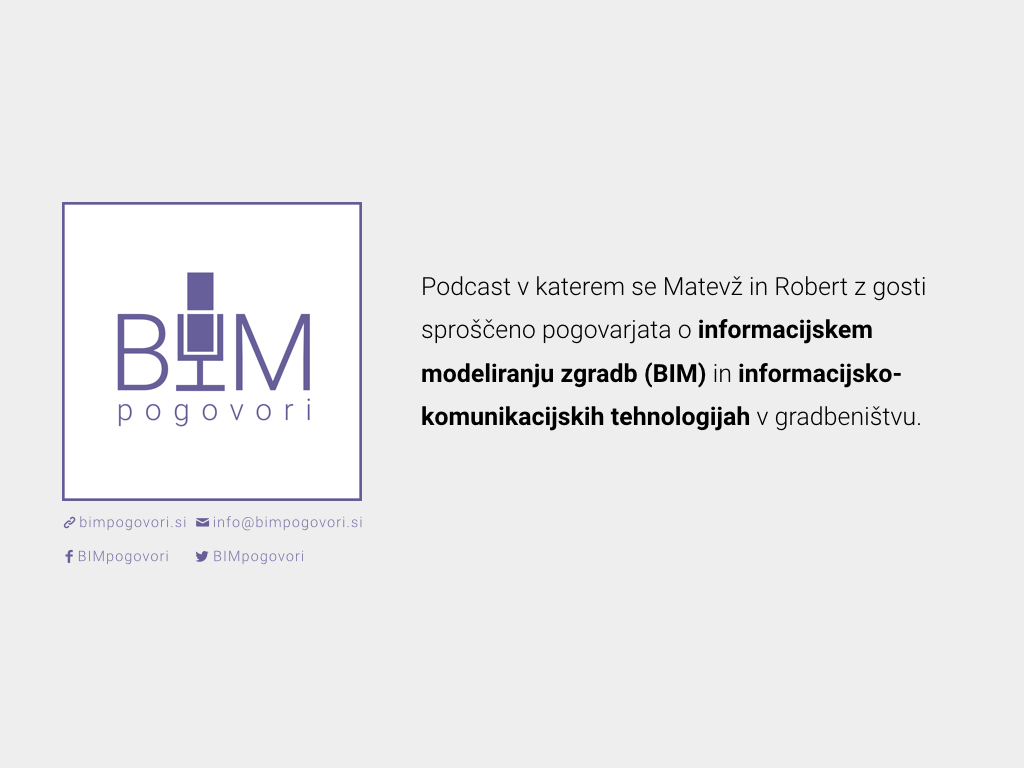 BIM
pogovori
bimpogovori.si info@bimpogovori.si
BIMpogovori BIMpogovori
Podcast v katerem se Matevž in Robert z gosti
sproščeno pogovarjata o informacijskem
modeliranju zgradb (BIM) in informacijsko-
komunikacijskih tehnologijah v gradbeništvu.